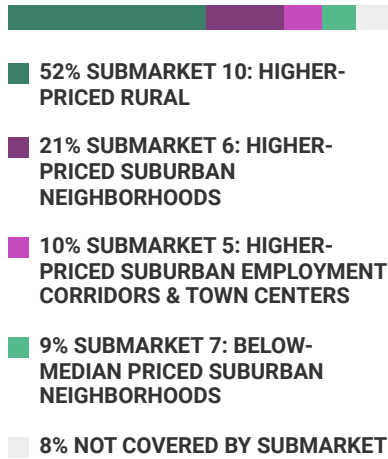 52% SUBMARKET 10: HIGHER-
PRICED RURAL
21% SUBMARKET 6: HIGHER-
PRICED SUBURBAN
NEIGHBORHOODS
10% SUBMARKET 5: HIGHER-
PRICED SUBURBAN EMPLOYMENT
CORRIDORS & TOWN CENTERS
9% SUBMARKET 7: BELOW-
MEDIAN PRICED SUBURBAN
NEIGHBORHOODS
8% NOT COVERED BY SUBMARKET